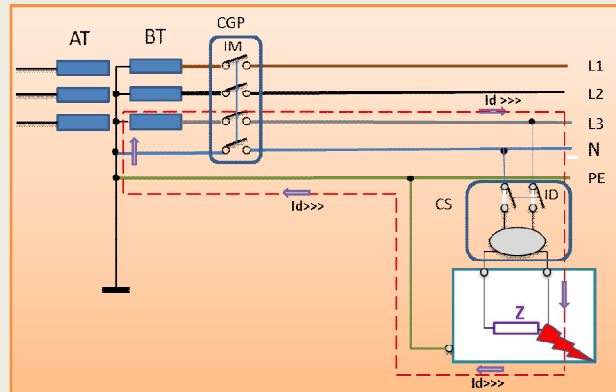 CGP
AT BT IM
L1
L2
Id >>>
L3
N
PE
Id>>>
CS ID
Z
Id >>>